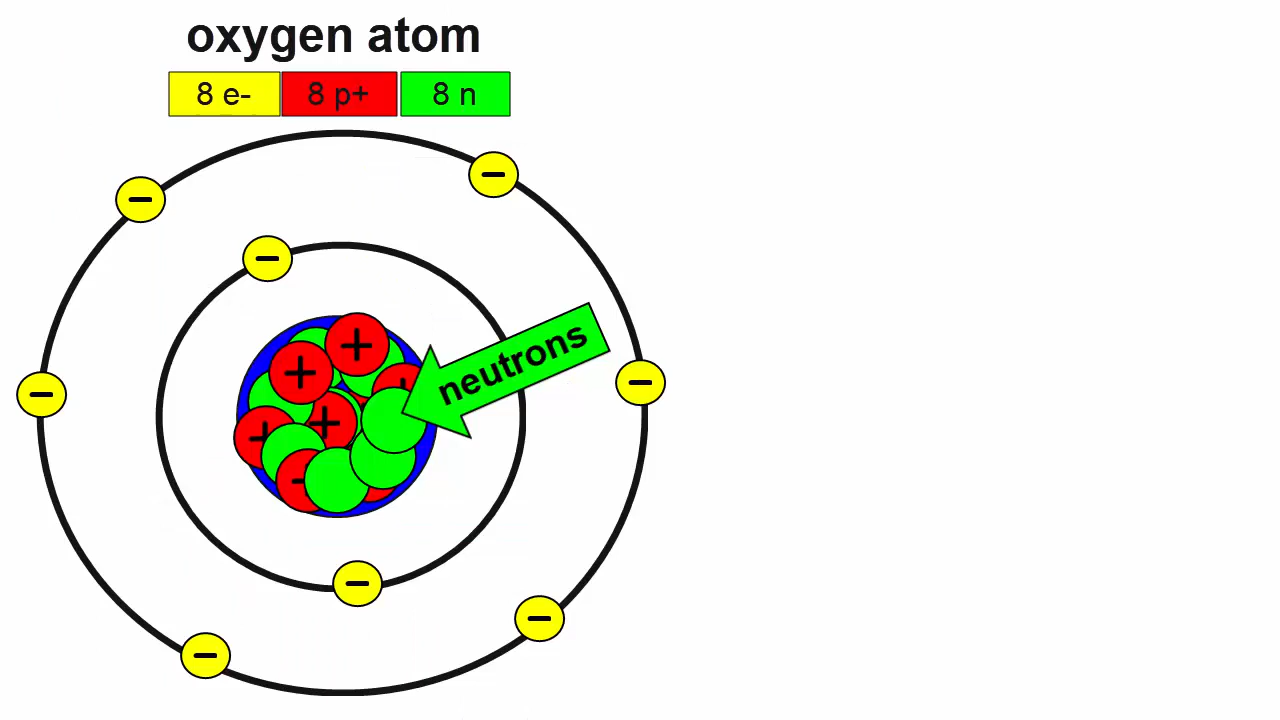 oxygen atom
8 e- 8 p+ 8 n
neutrons